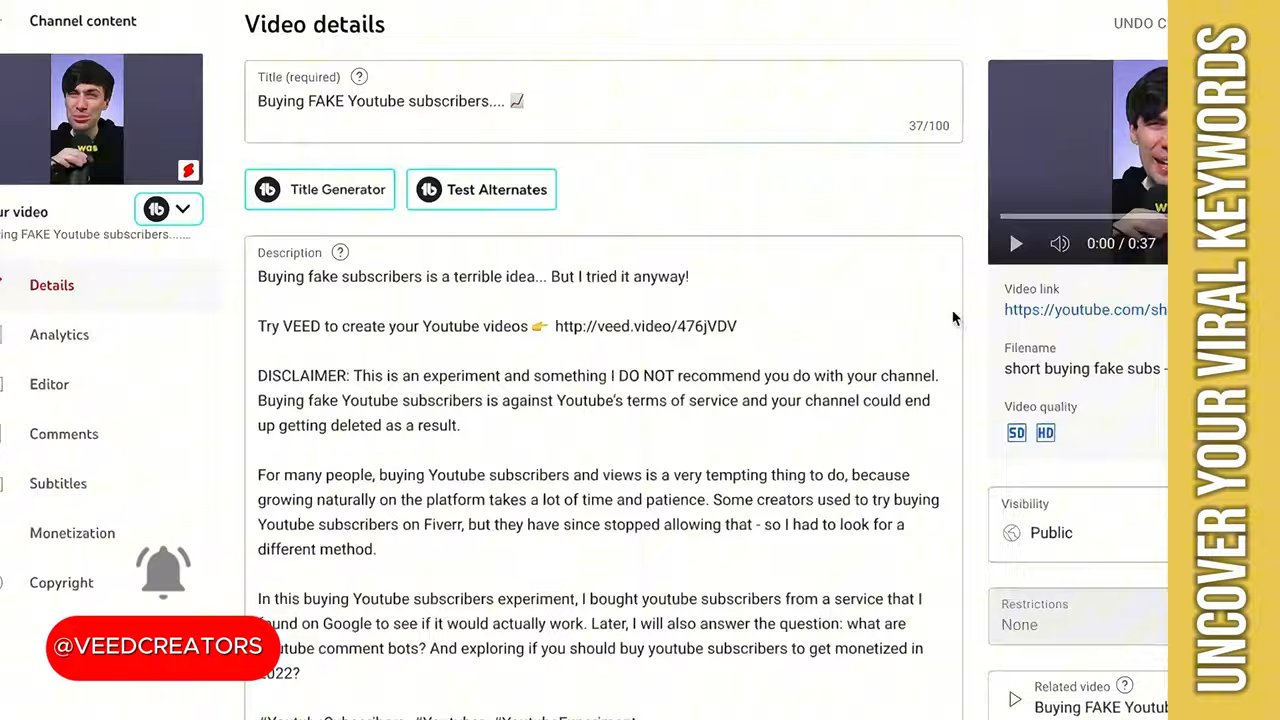 Channel content
Video details
UNDO C
Title (required)
Buying FAKE Youtube subscribers.... 📈
37/100
was
Title Generator
Test Alternates
ur video
ing FAKE Youtube subscribers......
Details
Analytics
Editor
Comments
Subtitles
Monetization
Copyright
@VEEDCREATORS
Description
Buying fake subscribers is a terrible idea... But I tried it anyway!
Try VEED to create your Youtube videos 👉 http://veed.video/476jVDV
DISCLAIMER: This is an experiment and something I DO NOT recommend you do with your channel.
Buying fake Youtube subscribers is against Youtube's terms of service and your channel could end
up getting deleted as a result.
For many people, buying Youtube subscribers and views is a very tempting thing to do, because
growing naturally on the platform takes a lot of time and patience. Some creators used to try buying
Youtube subscribers on Fiverr, but they have since stopped allowing that - so I had to look for a
different method.
In this buying Youtube subscribers experiment, I bought youtube subscribers from a service that I
found on Google to see if it would actually work. Later, I will also answer the question: what are
utube comment bots? And exploring if you should buy youtube subscribers to get monetized in
2022?
#YoutubeSubscribers #Youtuber #YoutubeExperiment
0:00 / 0:37
Video link
https://youtube.com/sh
Filename
short buying fake subs -
Video quality
SD HD
Visibility
Public
Restrictions
None
Related video
Buying FAKE Youtub
UNCOVER YOUR VIRAL KEYWORDS